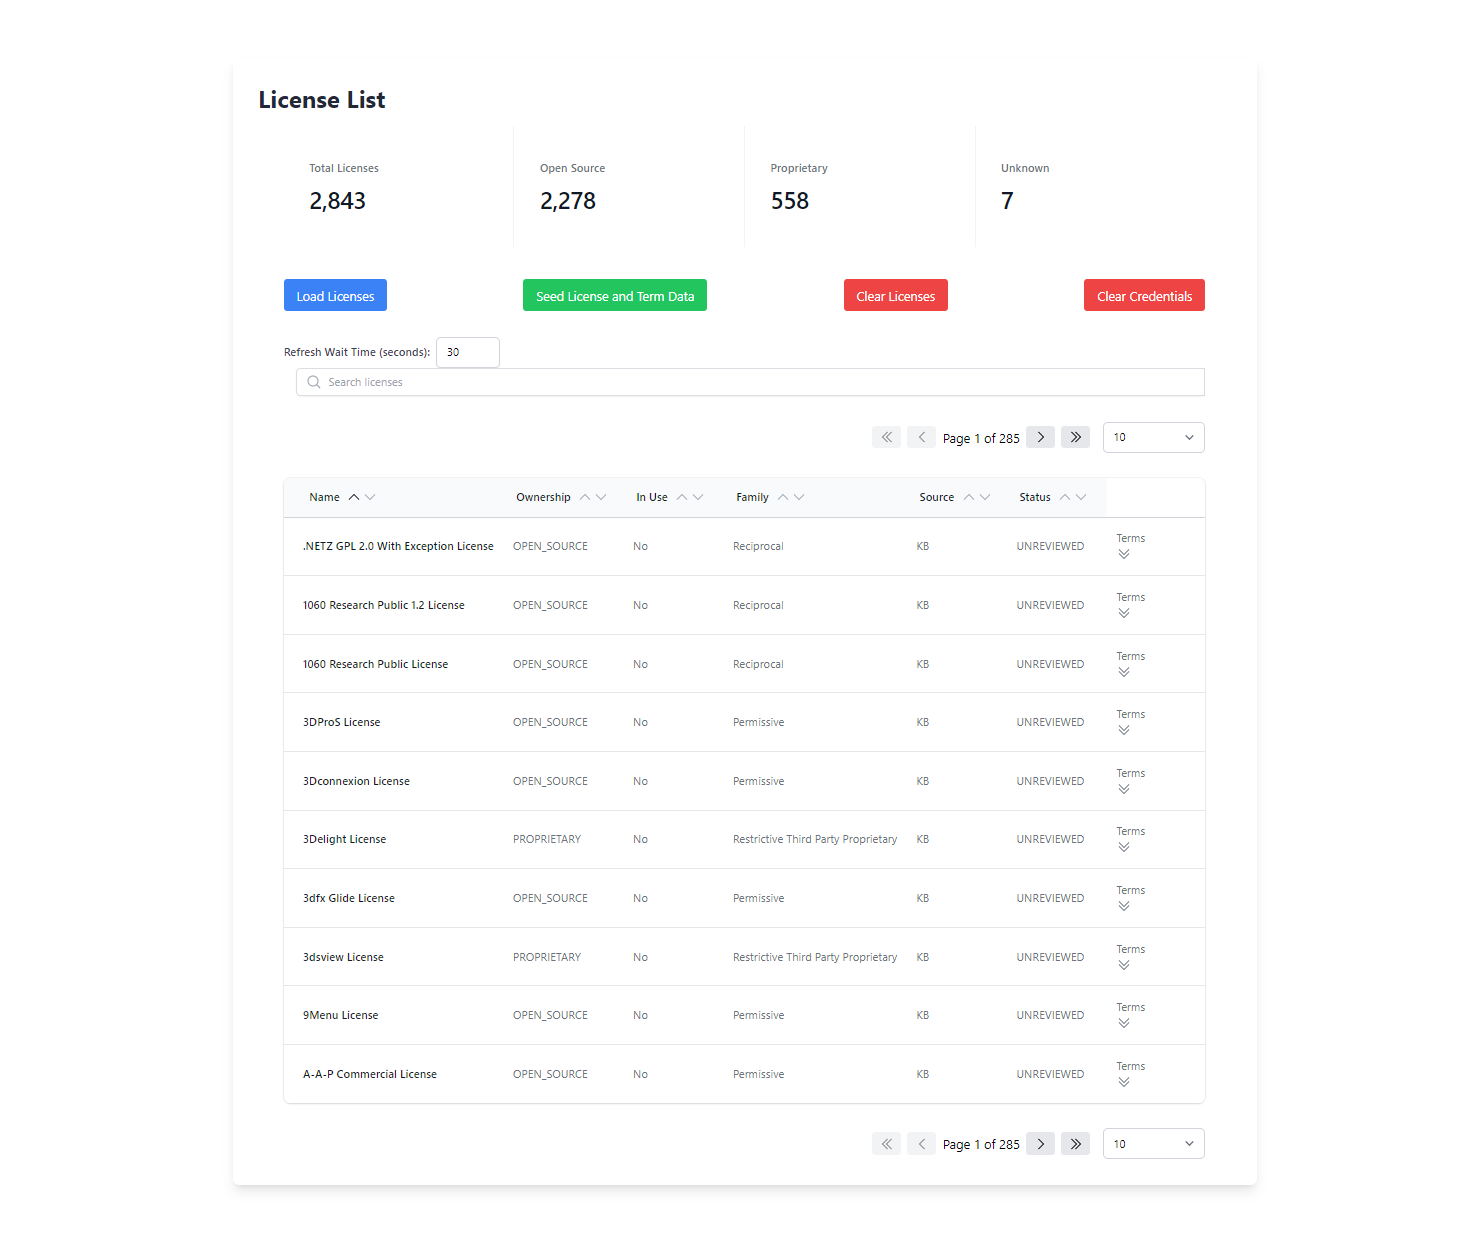 License List
Total Licenses Open Source Proprietary Unknown
2,843 2,278 558 7
Load Licenses Seed License and Term Data Clear Licenses Clear Credentials
Refresh Wait Time (seconds): 30
Search licenses
Page 1 of 285 10
Name Ownership In Use Family Source Status
.NETZ GPL 2.0 With Exception License OPEN_SOURCE No Reciprocal KB UNREVIEWED Terms
1060 Research Public 1.2 License OPEN_SOURCE No Reciprocal KB UNREVIEWED Terms
1060 Research Public License OPEN_SOURCE No Reciprocal KB UNREVIEWED Terms
3DProS License OPEN_SOURCE No Permissive KB UNREVIEWED Terms
3Dconnexion License OPEN_SOURCE No Permissive KB UNREVIEWED Terms
3Delight License PROPRIETARY No Restrictive Third Party Proprietary KB UNREVIEWED Terms
3dfx Glide License OPEN_SOURCE No Permissive KB UNREVIEWED Terms
3dsview License PROPRIETARY No Restrictive Third Party Proprietary KB UNREVIEWED Terms
9Menu License OPEN_SOURCE No Permissive KB UNREVIEWED Terms
A-A-P Commercial License OPEN_SOURCE No Permissive KB UNREVIEWED Terms
Page 1 of 285 10